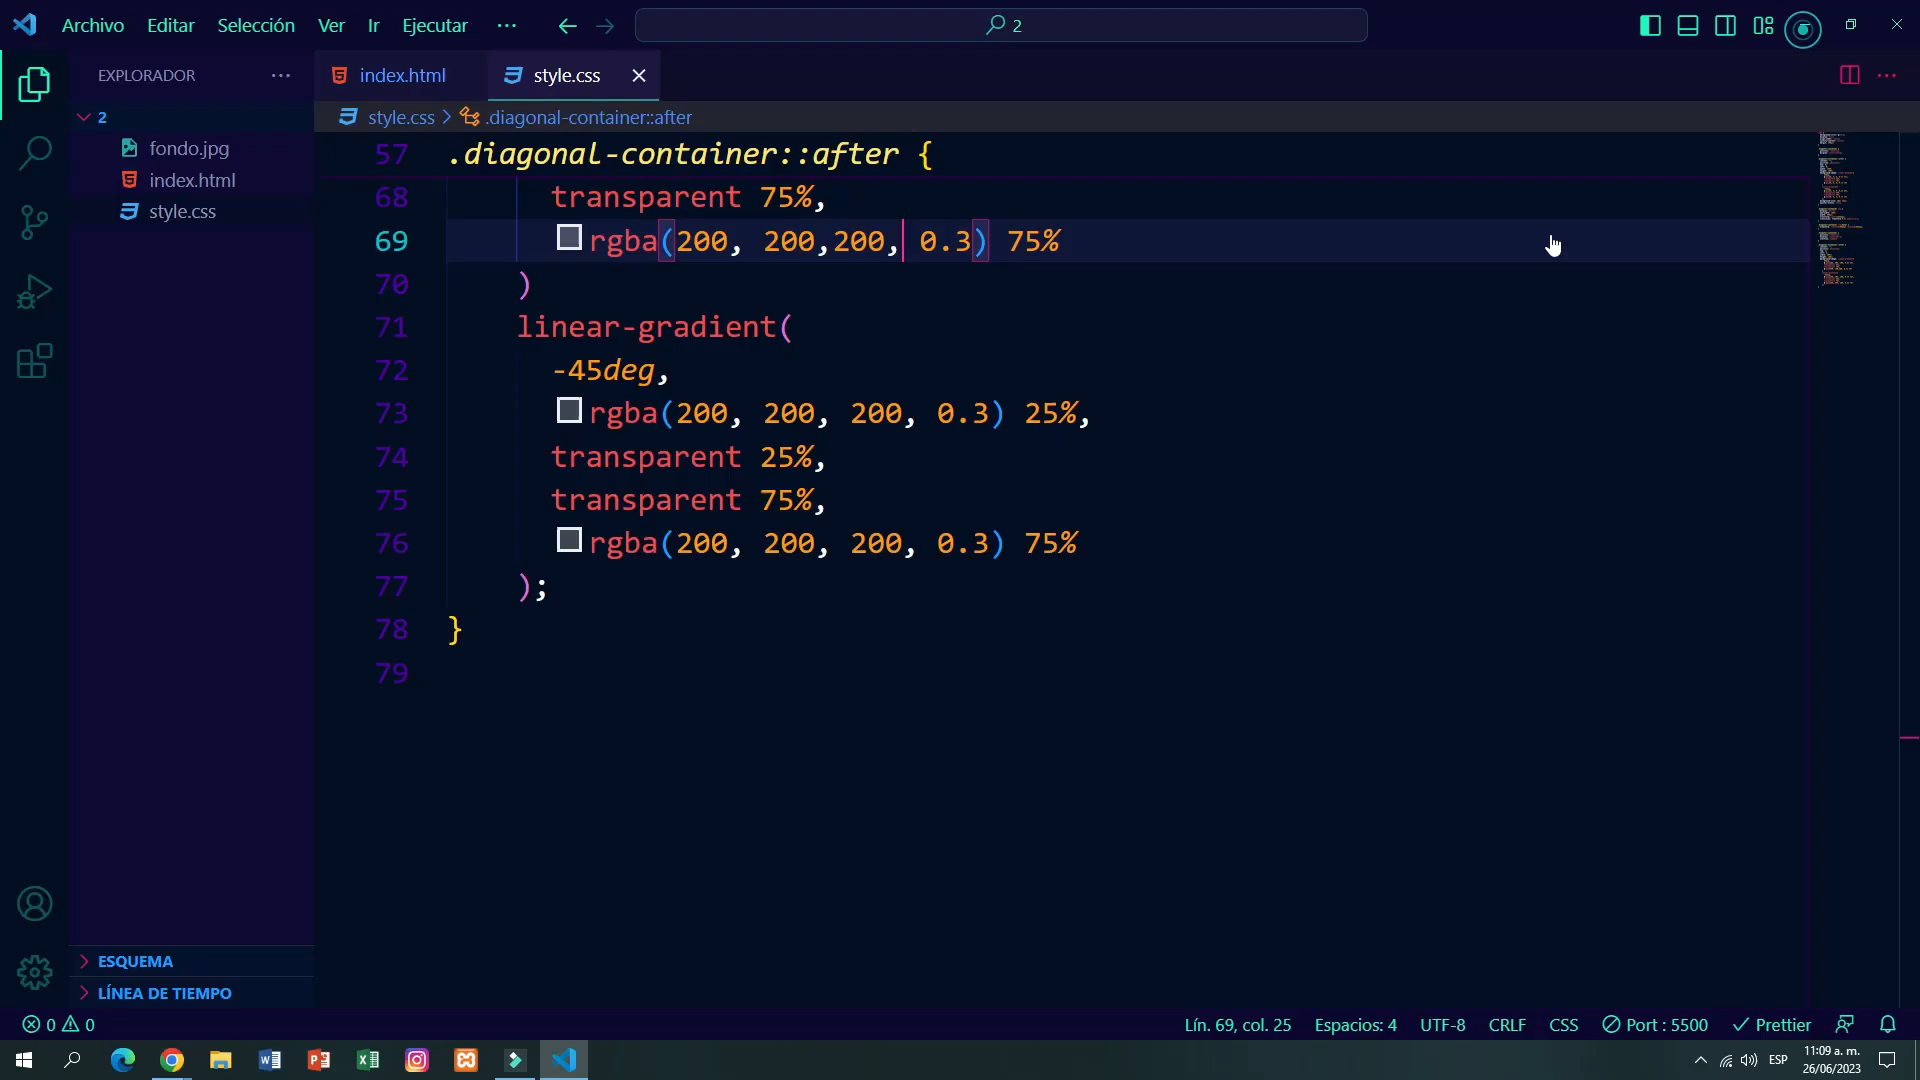 Archivo Editar Selección Ver Ir Ejecutar ··· 2
EXPLORADOR ···
index.html
style.css
2
style.css > .diagonal-container::after
fondo.jpg
index.html
style.css
57 .diagonal-container::after {
68 transparent 75%,
69 rgba(200, 200,200, 0.3) 75%
70 )
71 linear-gradient(
72 -45deg,
73 rgba(200, 200, 200, 0.3) 25%,
74 transparent 25%,
75 transparent 75%,
76 rgba(200, 200, 200, 0.3) 75%
77 );
78 }
79
ESQUEMA
LÍNEA DE TIEMPO
0 0 Lín. 69, col. 25 Espacios: 4 UTF-8 CRLF CSS Port : 5500 Prettier
ESP
11:09 a. m.
26/06/2023